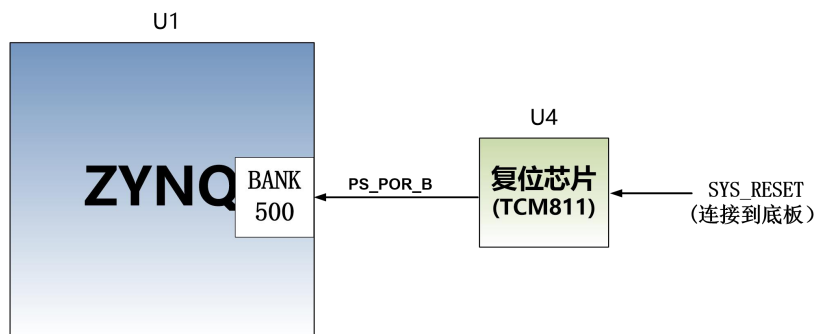 U1
ZYNQ
BANK
500
PS_POR_B
U4
复位芯片
(TCM811)
SYS_RESET
(连接到底板）